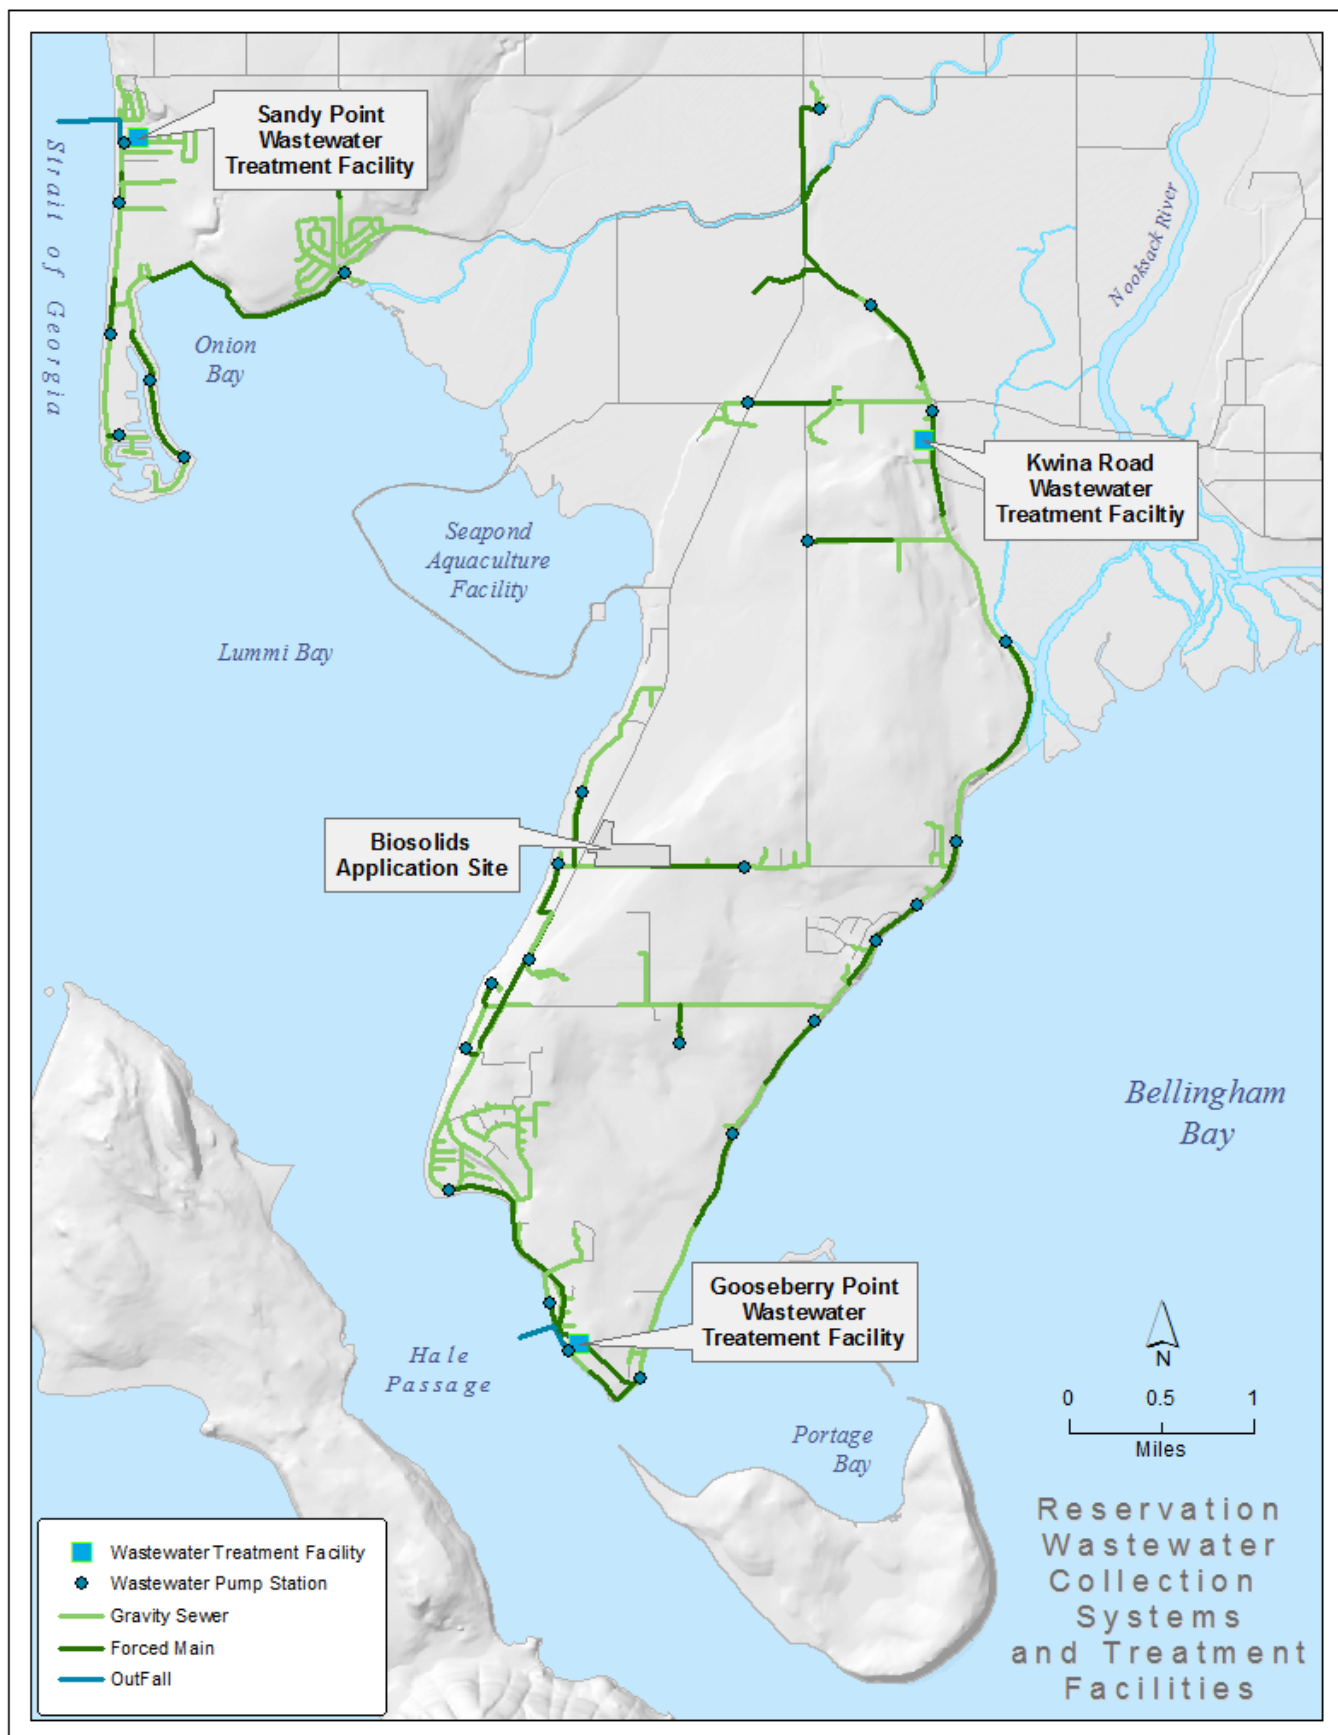 Sandy Point
Wastewater
Treatment Facility
Strait of Georgia
Nooksack River
Onion
Bay
Kwina Road
Wastewater
Treatment Faciltiy
Seapond
Aquaculture
Facility
Lummi Bay
Biosolids
Application Site
Bellingham
Bay
Gooseberry Point
Wastewater
Treatement Facility
Hale
Passage
N
0 0.5 1
Miles
Portage
Bay
Reservation
Wastewater
Collection
Systems
and Treatment
Facilities
Wastewater Treatment Facility
Wastewater Pump Station
Gravity Sewer
Forced Main
OutFall